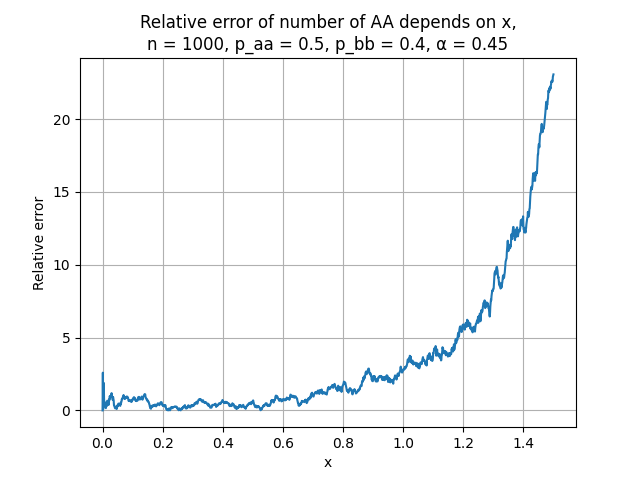 Relative error of number of AA depends on x,
n = 1000, p_aa = 0.5, p_bb = 0.4, α = 0.45
20
15
10
5
0
Relative error
0.0 0.2 0.4 0.6 0.8 1.0 1.2 1.4
x